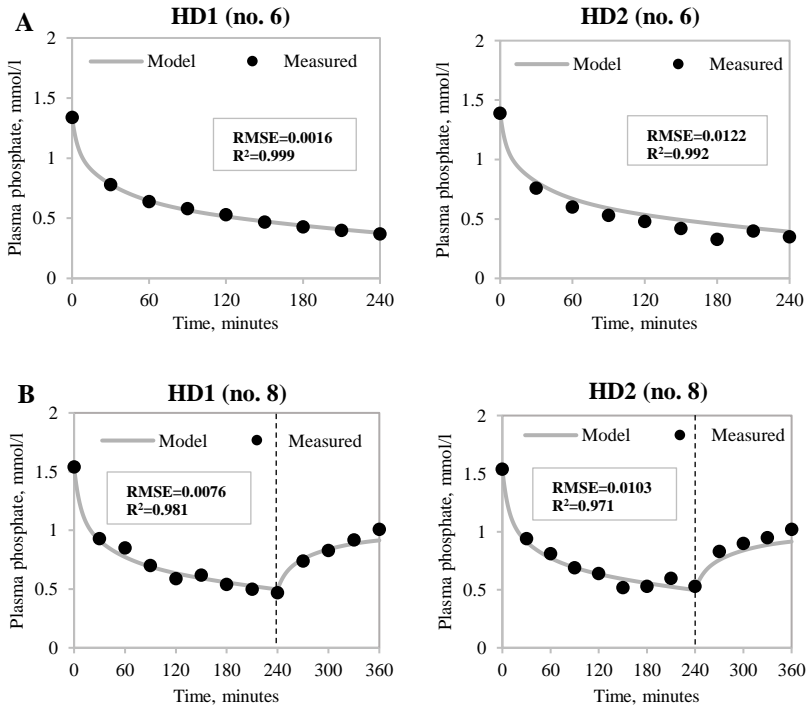 A
HD1 (no. 6)
Plasma phosphate, mmol/l
2
1.5
1
0.5
0
Model
Measured
RMSE=0.0016
R²=0.999
0 60 120 180 240
Time, minutes
HD2 (no. 6)
Plasma phosphate, mmol/l
2
1.5
1
0.5
0
Model
Measured
RMSE=0.0122
R²=0.992
0 60 120 180 240
Time, minutes
B
HD1 (no. 8)
Plasma phosphate, mmol/l
2
1.5
1
0.5
0
Model
Measured
RMSE=0.0076
R²=0.981
0 60 120 180 240 300 360
Time, minutes
HD2 (no. 8)
Plasma phosphate, mmol/l
2
1.5
1
0.5
0
Model
Measured
RMSE=0.0103
R²=0.971
0 60 120 180 240 300 360
Time, minutes